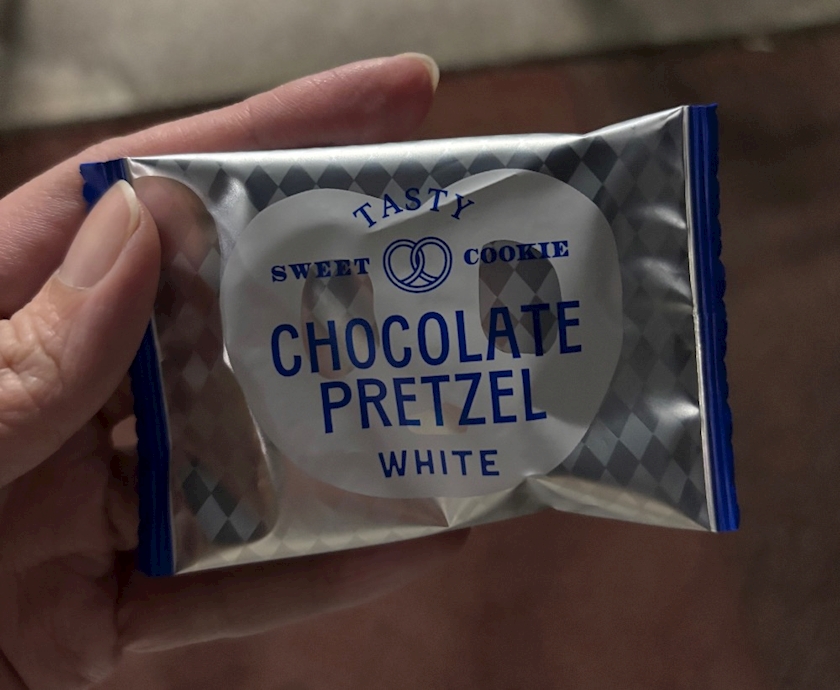 TASTY
SWEET COOKIE
CHOCOLATE
PRETZEL
WHITE